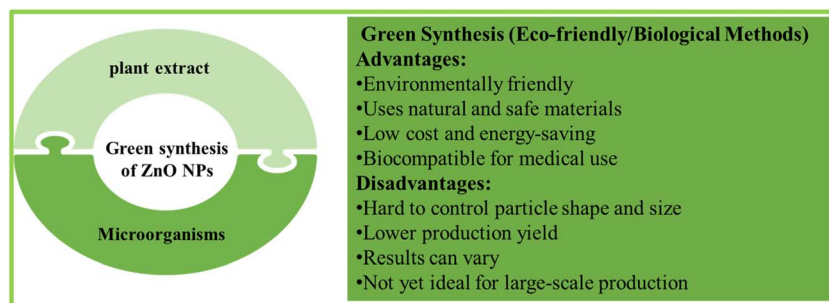 plant extract
Green synthesis
of ZnO NPs
Microorganisms
Green Synthesis (Eco-friendly/Biological Methods)
Advantages:
•Environmentally friendly
•Uses natural and safe materials
•Low cost and energy-saving
•Biocompatible for medical use
Disadvantages:
•Hard to control particle shape and size
•Lower production yield
•Results can vary
•Not yet ideal for large-scale production